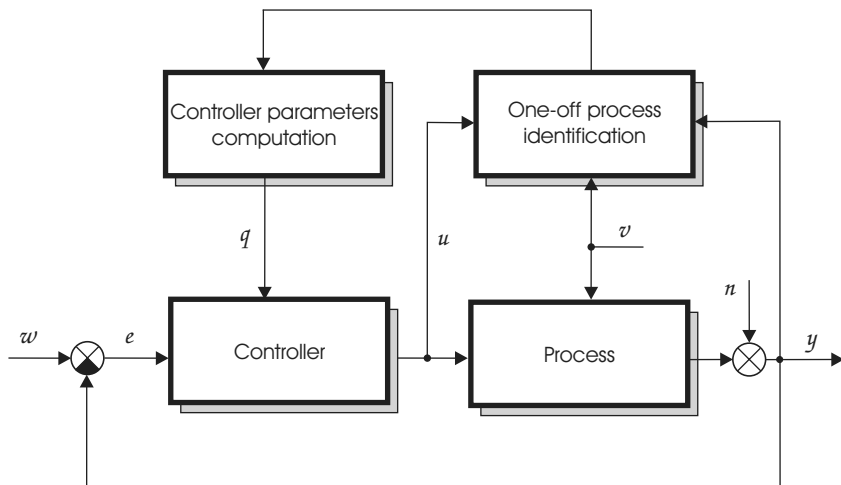 Controller parameters
computation
One-off process
identification
q
u
v
n
w
e
Controller
Process
y